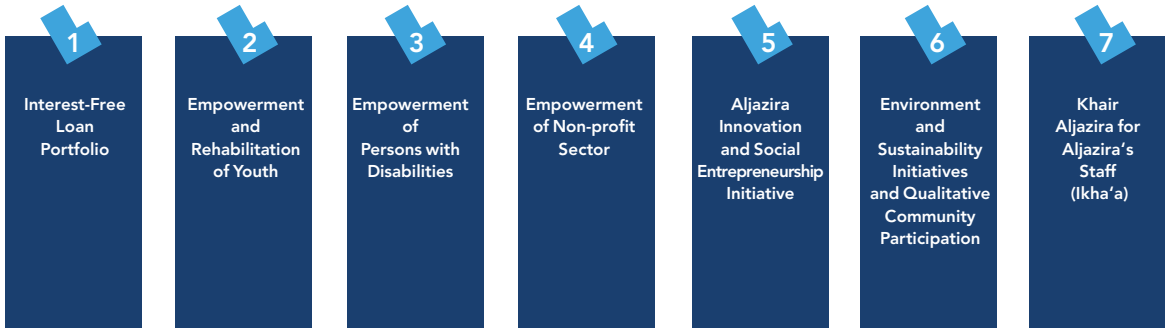 1
Interest-Free
Loan
Portfolio
2
Empowerment
and
Rehabilitation
of Youth
3
Empowerment
of
Persons with
Disabilities
4
Empowerment
of Non-profit
Sector
5
Aljazira
Innovation
and Social
Entrepreneurship
Initiative
6
Environment
and
Sustainability
Initiatives
and Qualitative
Community
Participation
7
Khair
Aljazira for
Aljazira‘s
Staff
(Ikha‘a)